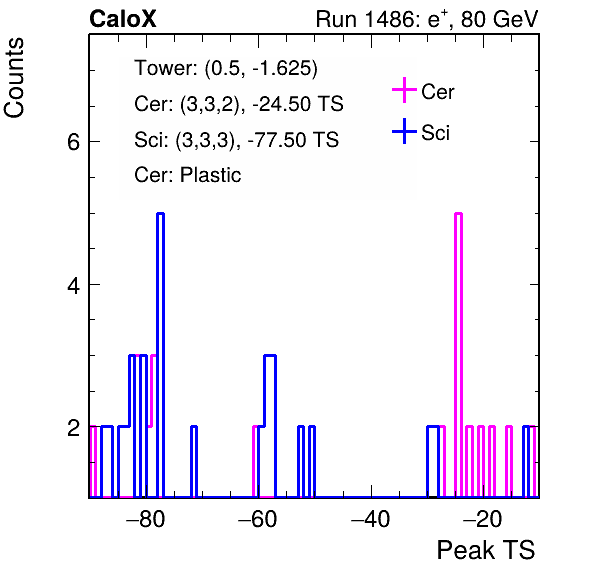 CaloX Run 1486: e⁺, 80 GeV
Counts
Tower: (0.5, -1.625)
Cer: (3,3,2), -24.50 TS
Sci: (3,3,3), -77.50 TS
Cer: Plastic
Cer
Sci
6
4
2
−80 −60 −40 −20
Peak TS